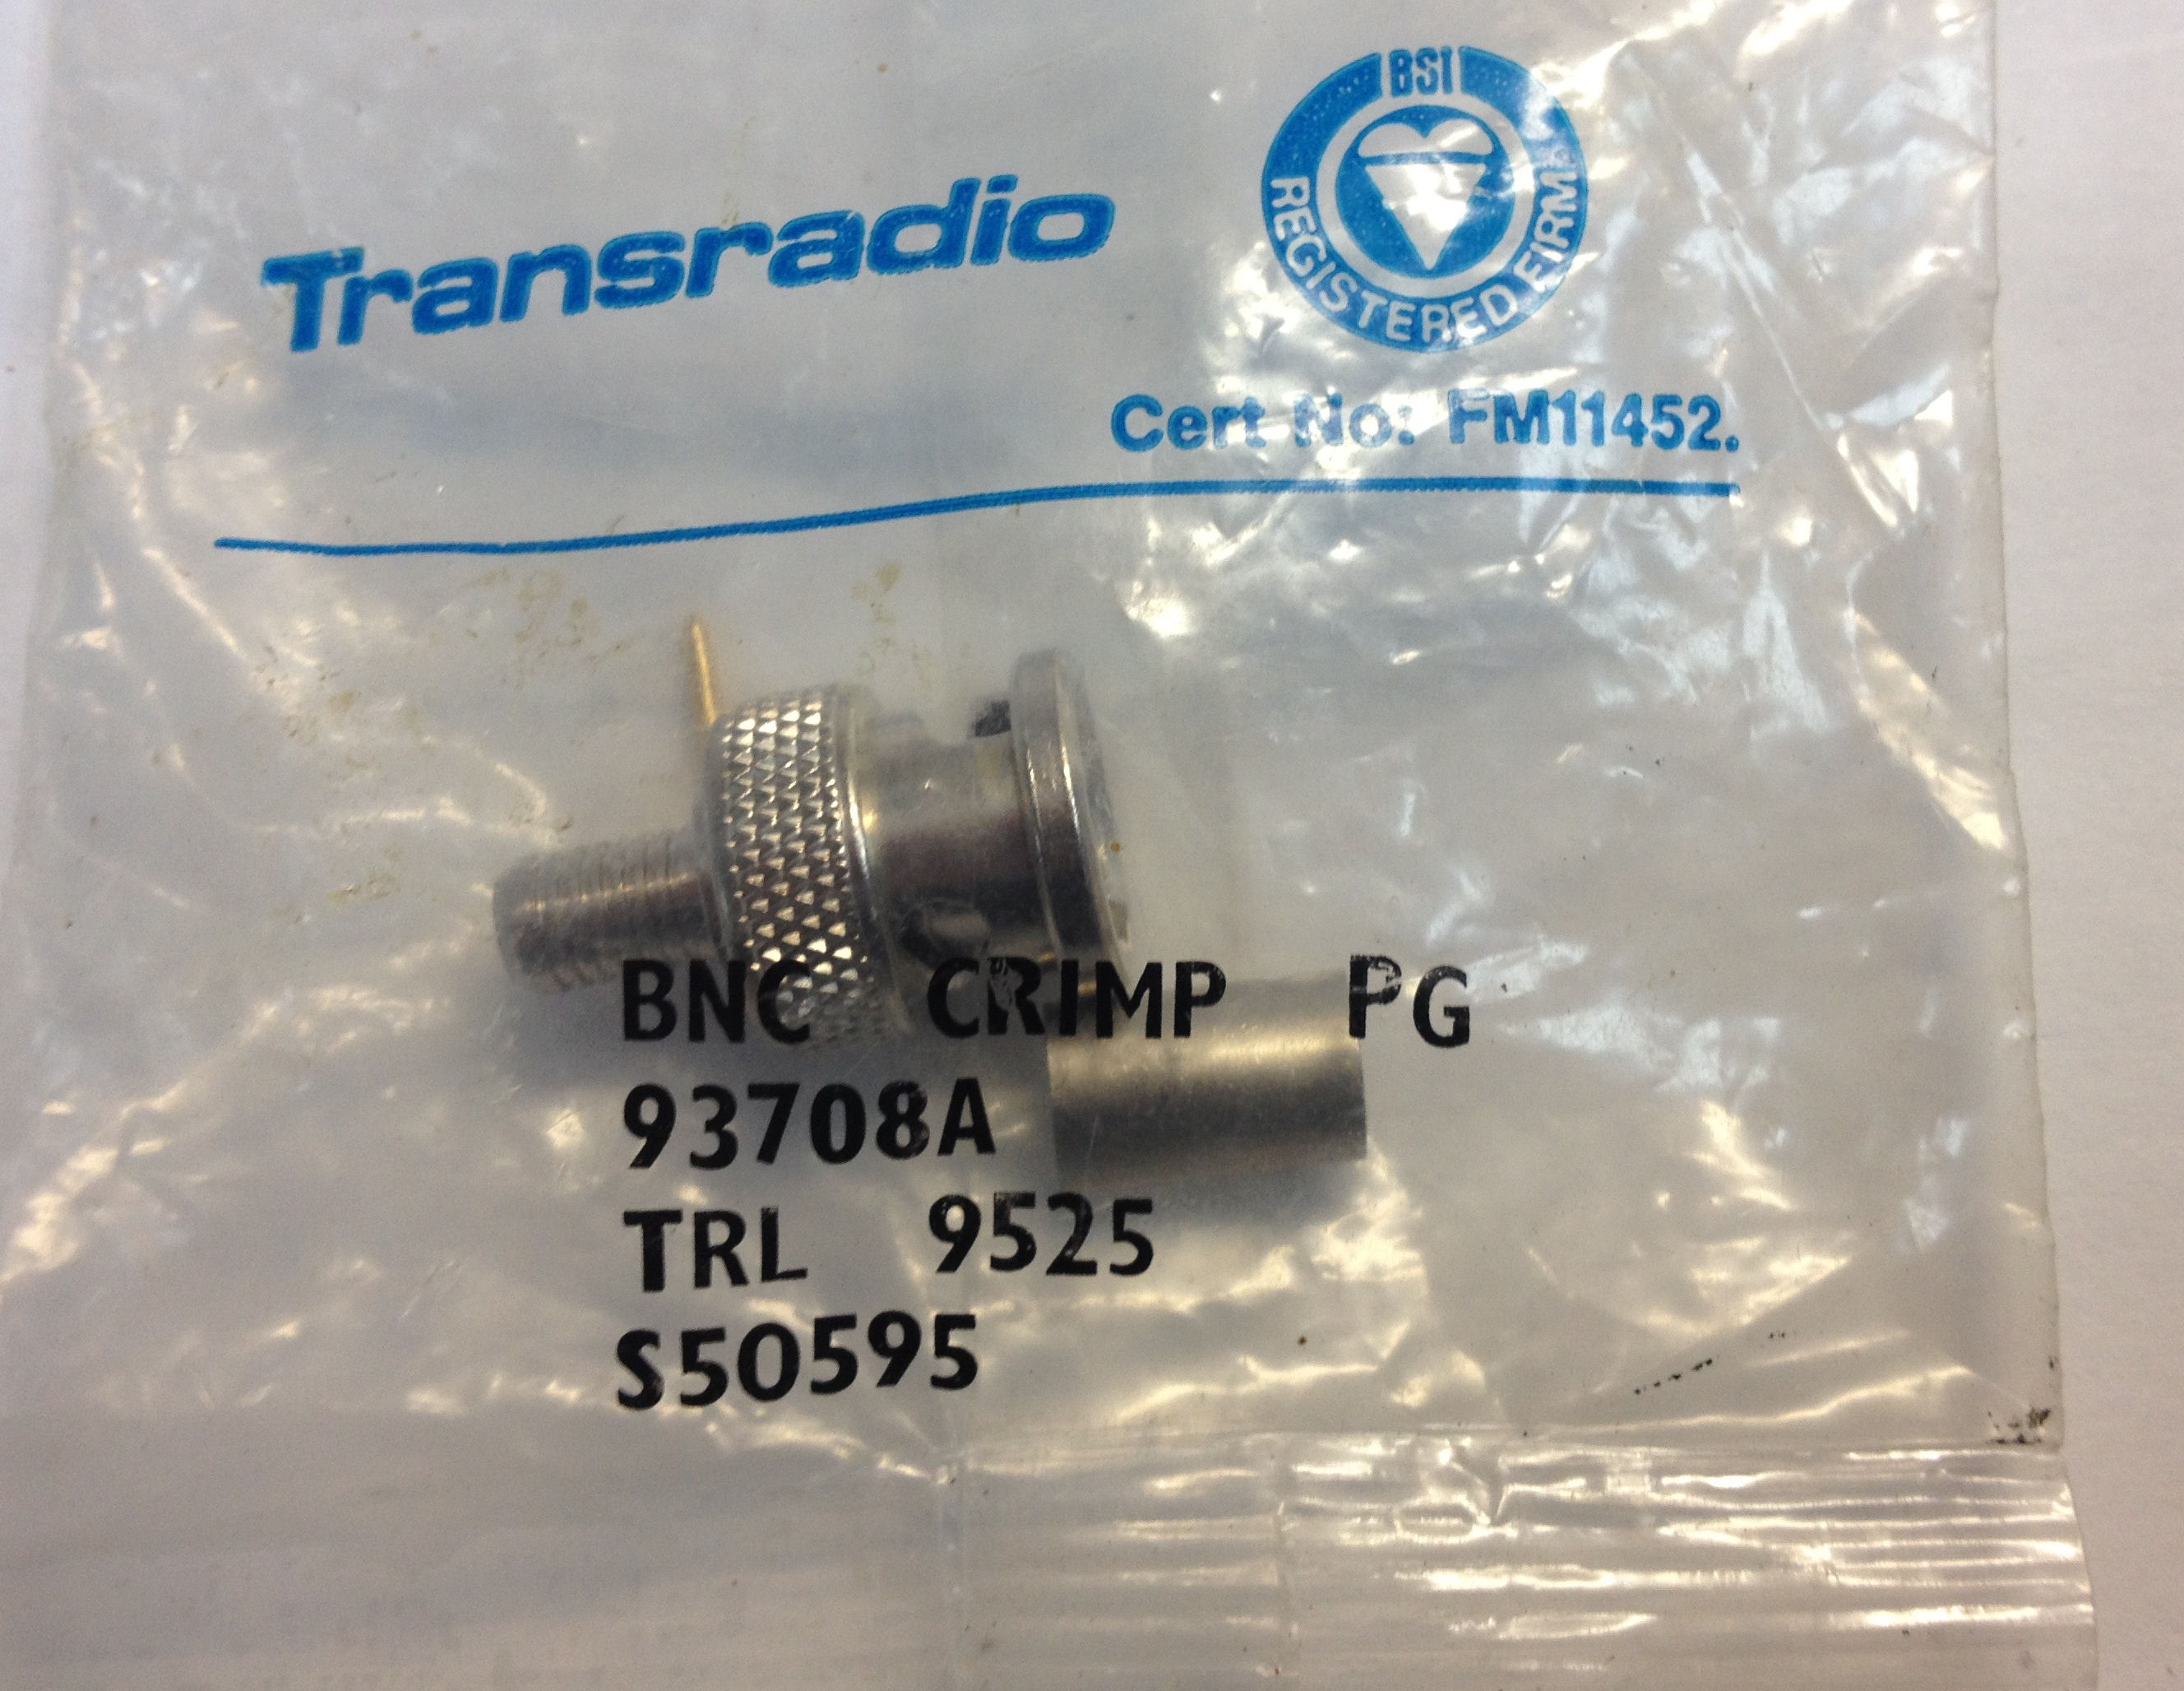 Transradio
BSI
REGISTERED FIRM
Cert No: FM11452.
BNC CRIMP PG
93708A
TRL 9525
S50595